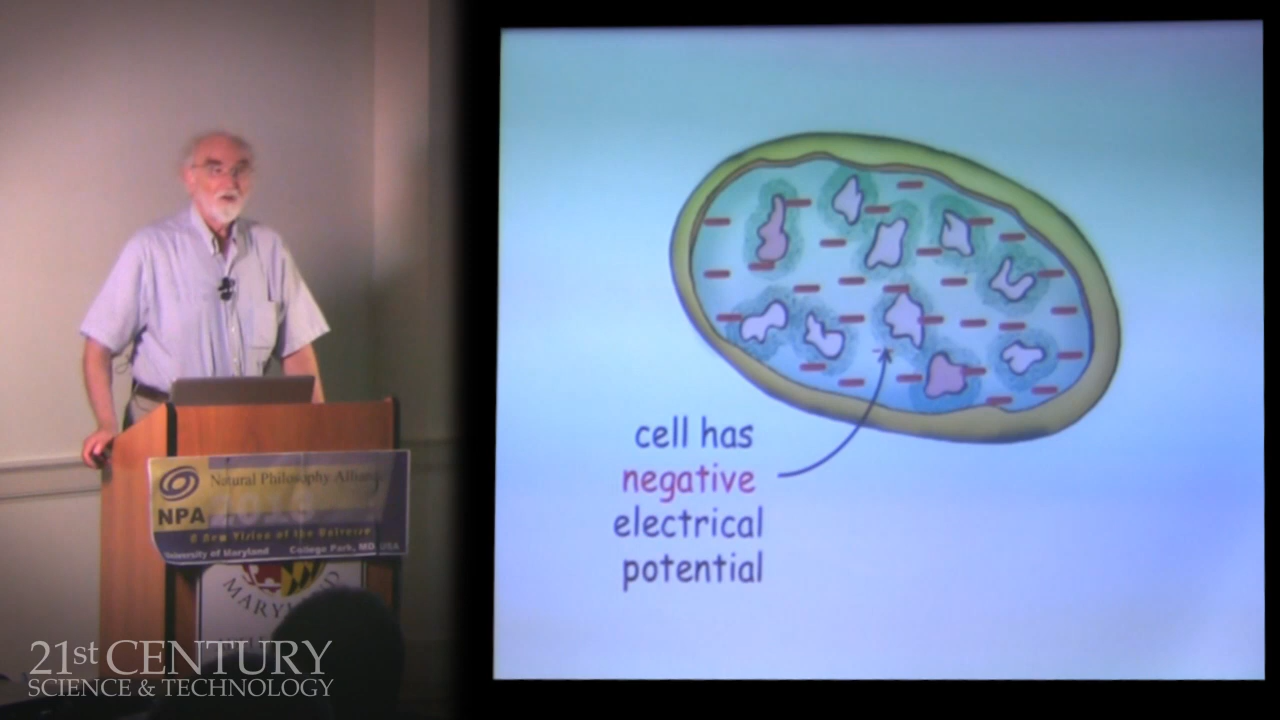 cell has
negative
electrical
potential
Natural Philosophy
NPA
2013
A New Vision of the Universe
University of Maryland College Park, MD, USA
MARYLAND
21st CENTURY
SCIENCE & TECHNOLOGY